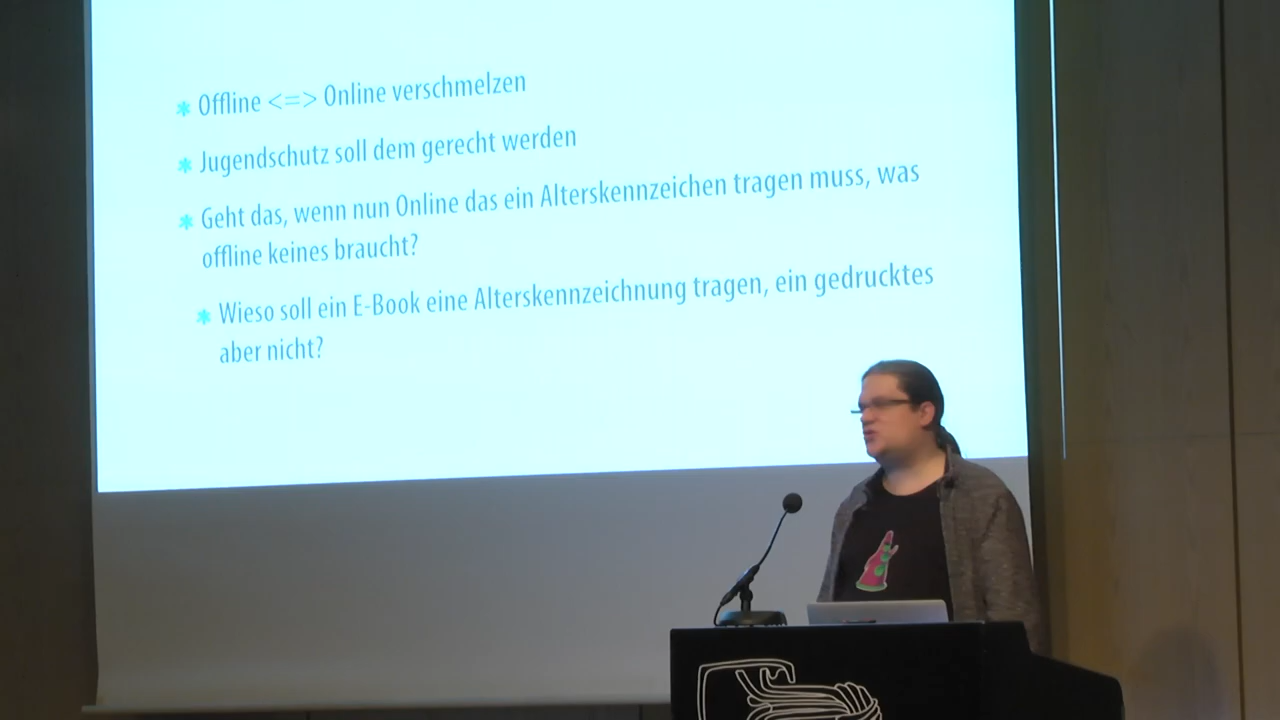 * Offline <=> Online verschmelzen
* Jugendschutz soll dem gerecht werden
* Geht das, wenn nun Online das ein Alterskennzeichen tragen muss, was
offline keines braucht?
* Wieso soll ein E-Book eine Alterskennzeichnung tragen, ein gedrucktes
aber nicht?